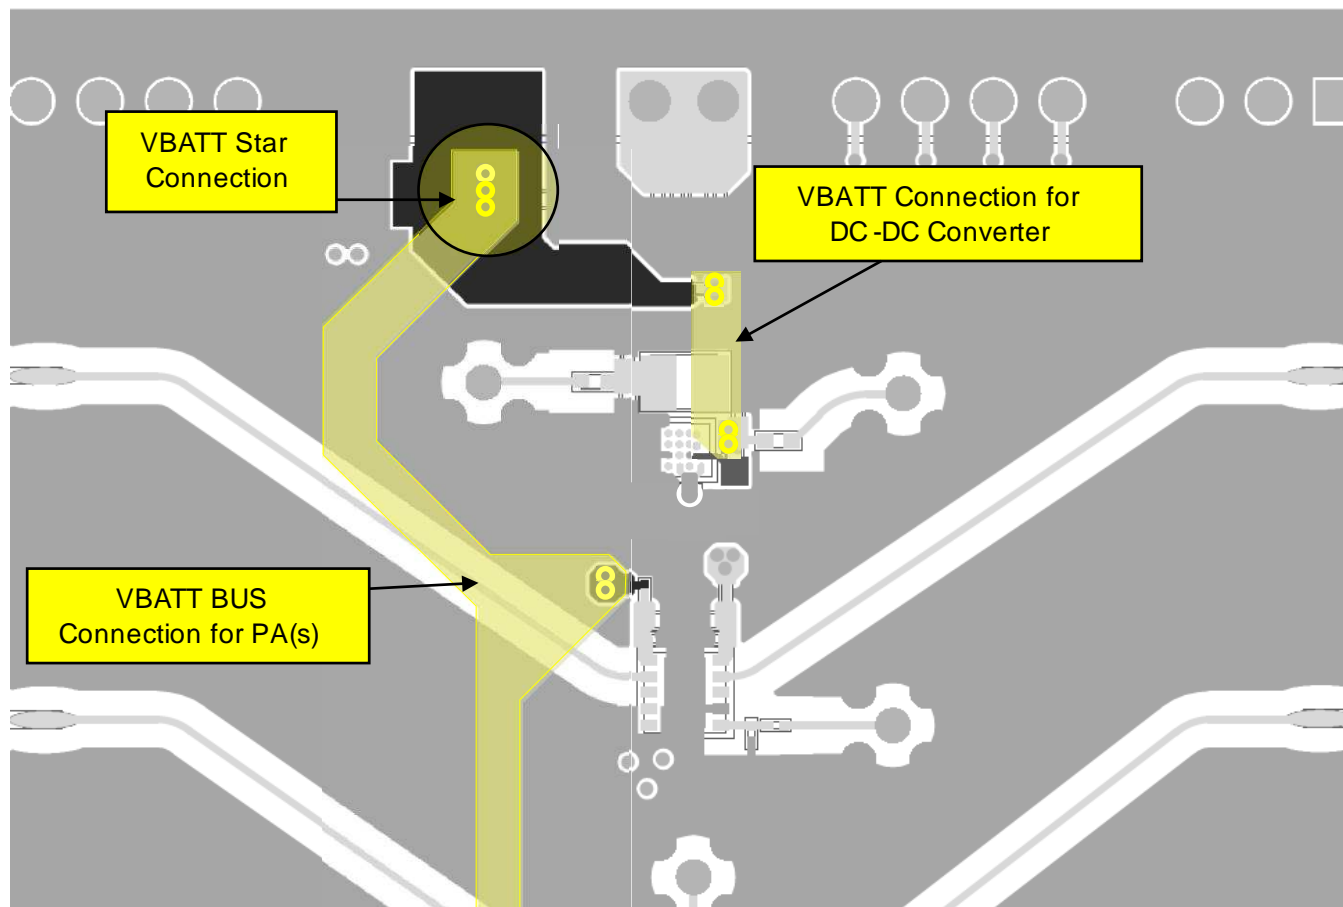 VBATT Star
Connection
VBATT Connection for
DC-DC Converter
VBATT BUS
Connection for PA(s)